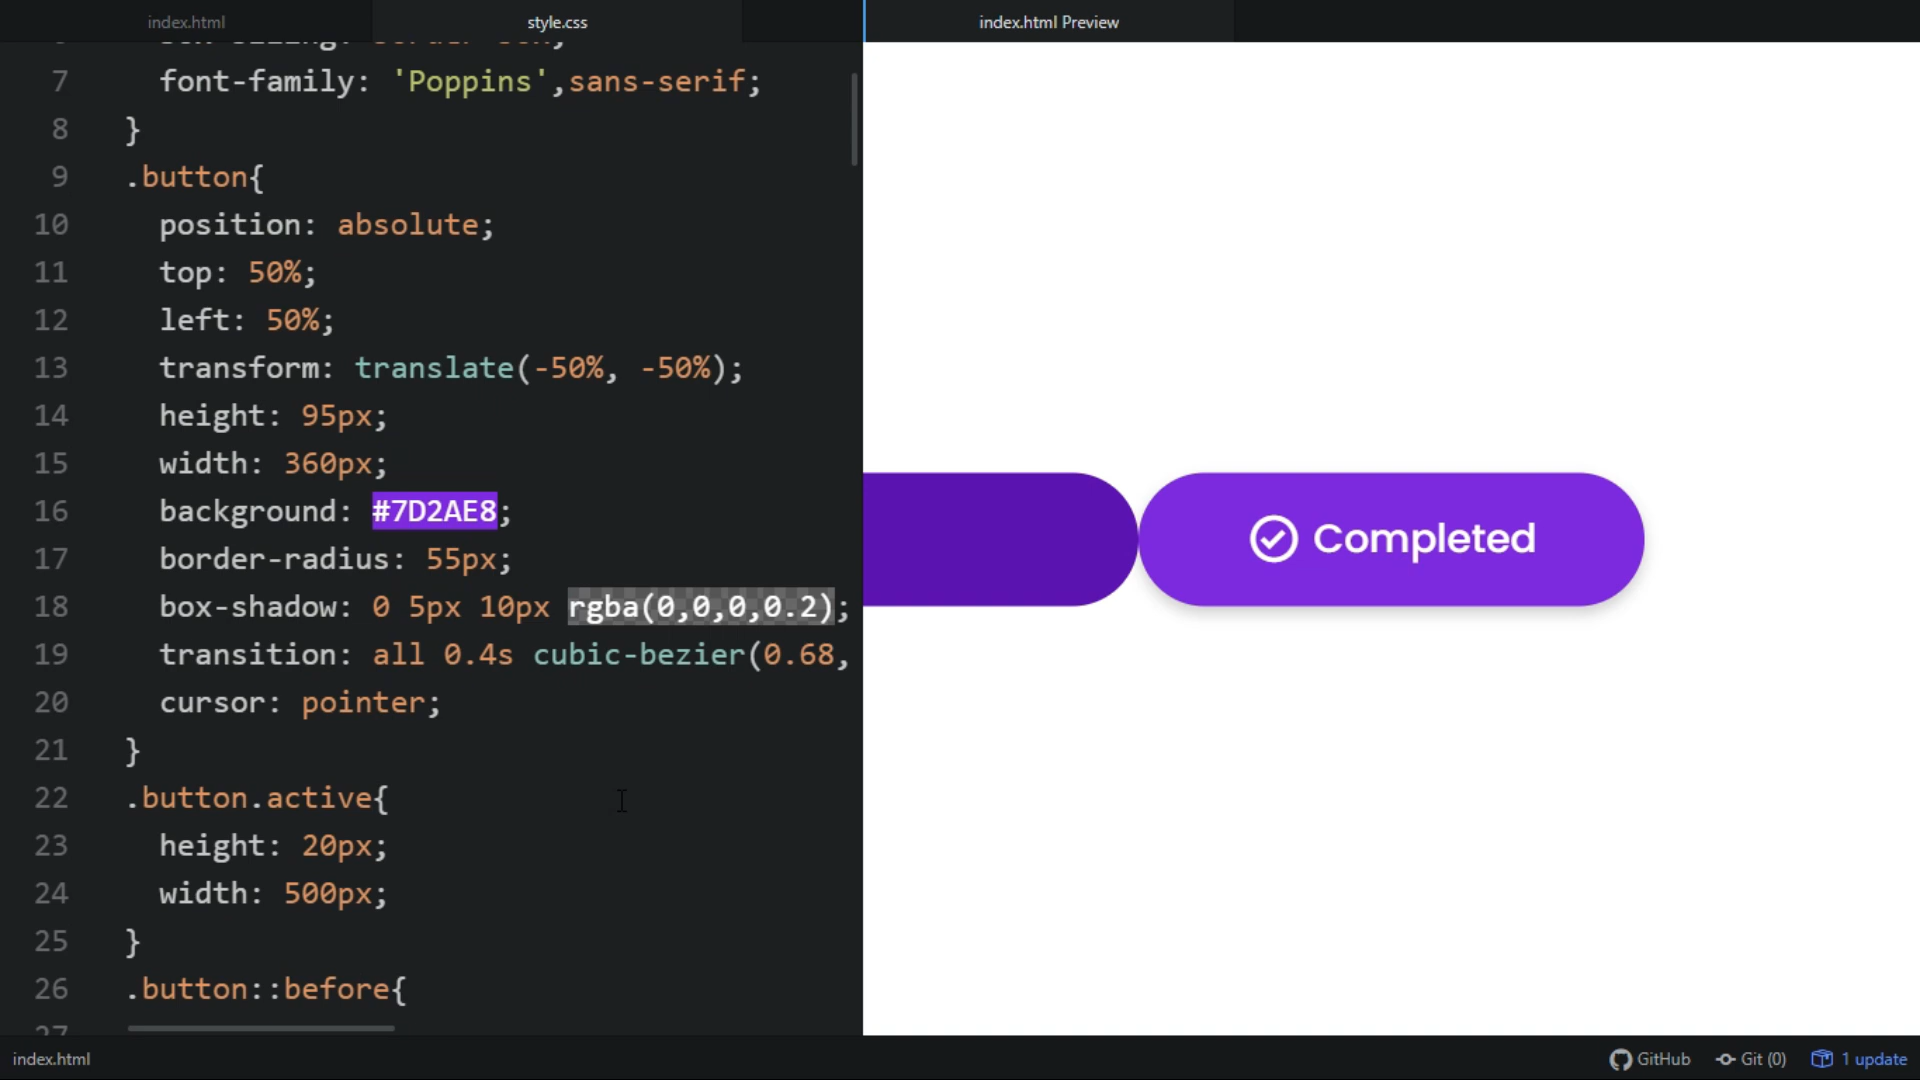 index.html
style.css
index.html Preview
7 font-family: 'Poppins',sans-serif;
8 }
9 .button{
10 position: absolute;
11 top: 50%;
12 left: 50%;
13 transform: translate(-50%, -50%);
14 height: 95px;
15 width: 360px;
16 background: #7D2AE8;
17 border-radius: 55px;
18 box-shadow: 0 5px 10px rgba(0,0,0,0.2);
19 transition: all 0.4s cubic-bezier(0.68,
20 cursor: pointer;
21 }
22 .button.active{
23 height: 20px;
24 width: 500px;
25 }
26 .button::before{
27
Completed
index.html
GitHub
Git (0)
1 update